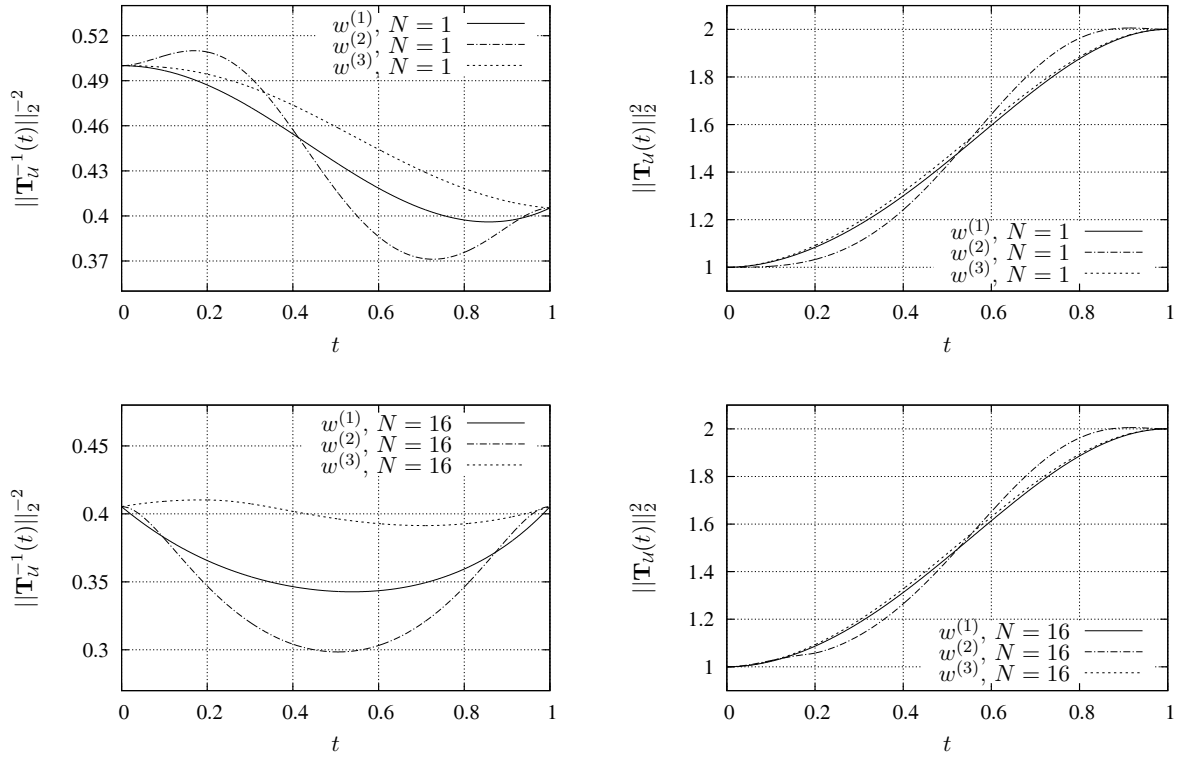 ||𝐓_𝒰^{-1}(t)||_2^{-2}
0.52
0.49
0.46
0.43
0.4
0.37
w^{(1)}, N = 1
w^{(2)}, N = 1
w^{(3)}, N = 1
0 0.2 0.4 0.6 0.8 1
t
||𝐓_𝒰(t)||_2^2
2
1.8
1.6
1.4
1.2
1
w^{(1)}, N = 1
w^{(2)}, N = 1
w^{(3)}, N = 1
0 0.2 0.4 0.6 0.8 1
t
||𝐓_𝒰^{-1}(t)||_2^{-2}
0.45
0.4
0.35
0.3
w^{(1)}, N = 16
w^{(2)}, N = 16
w^{(3)}, N = 16
0 0.2 0.4 0.6 0.8 1
t
||𝐓_𝒰(t)||_2^2
2
1.8
1.6
1.4
1.2
1
w^{(1)}, N = 16
w^{(2)}, N = 16
w^{(3)}, N = 16
0 0.2 0.4 0.6 0.8 1
t